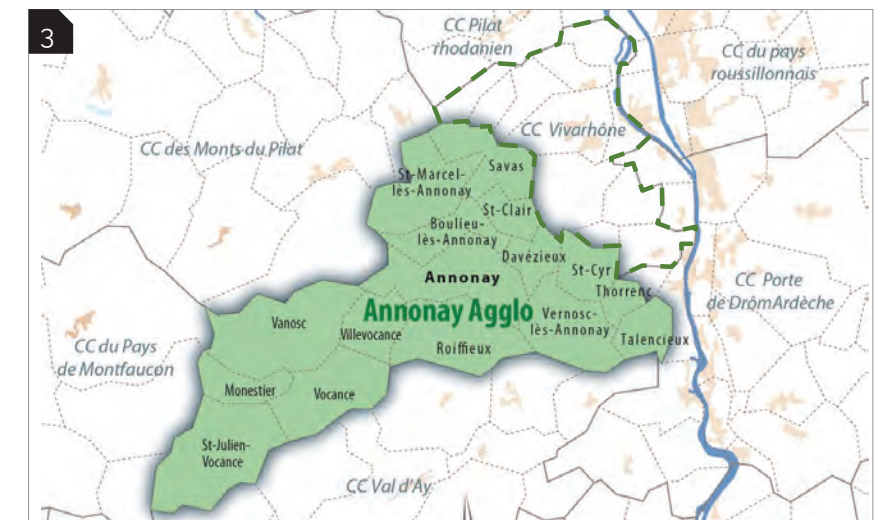 3
CC Pilat
rhodanien
CC du pays
roussillonnais
CC Vivarhône
CC des Monts du Pilat
Savas
St-Marcel-
lès-Annonay
St-Clair
Boulieu-
lès-Annonay
Davézieux
St-Cyr
Annonay
Thorrenc
CC Porte
de DrômArdèche
Annonay Agglo
Vanosc
Vernosc-
lès-Annonay
Villevocance
Talencieux
Roiffieux
CC du Pays
de Montfaucon
Monestier
Vocance
St-Julien-
Vocance
CC Val d'Ay